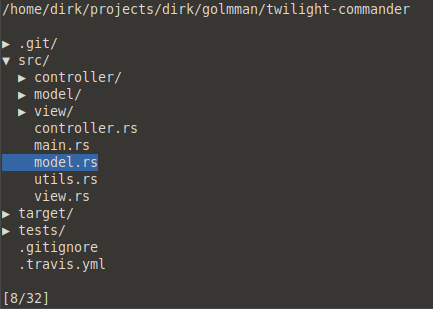 /home/dirk/projects/dirk/golmman/twilight-commander
▶ .git/
▼ src/
▶ controller/
▶ model/
▶ view/
controller.rs
main.rs
model.rs
utils.rs
view.rs
▶ target/
▶ tests/
.gitignore
.travis.yml
[8/32]